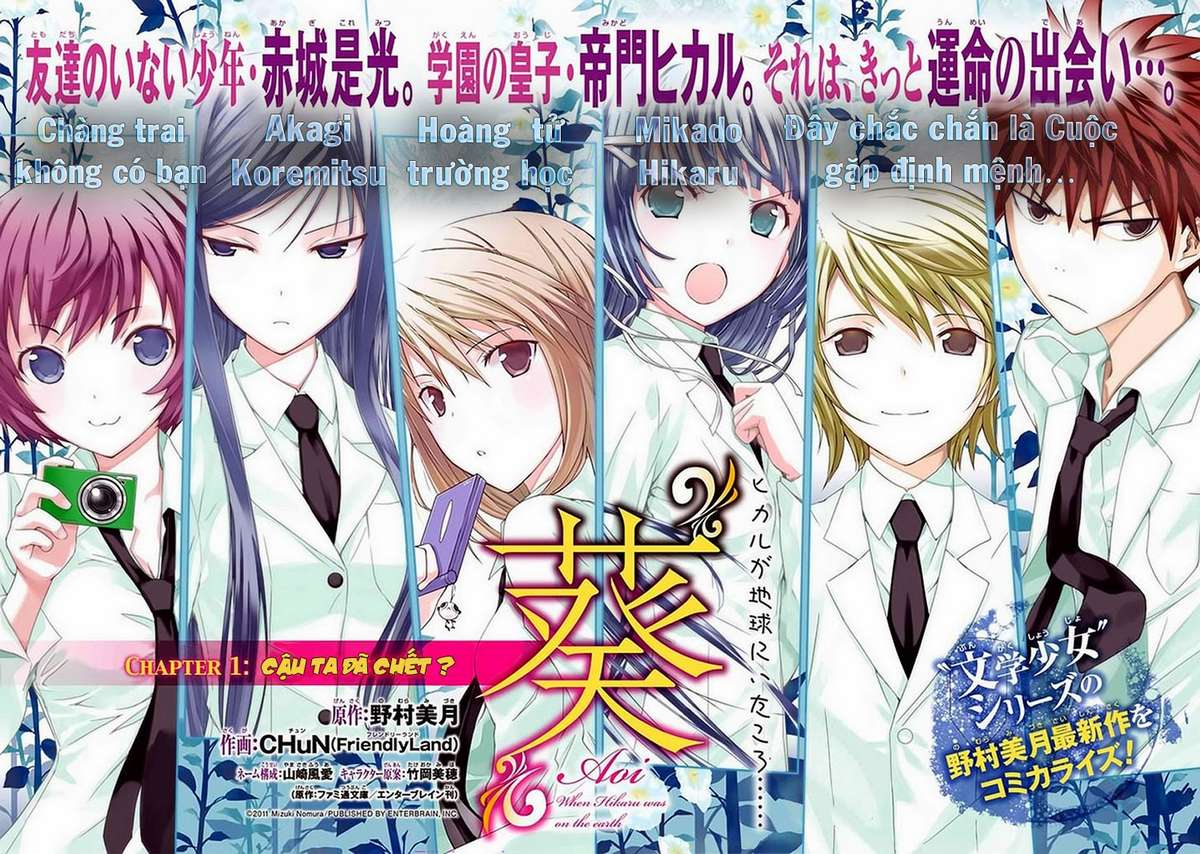 友達のいない少年・赤城是光。学園の皇子・帝門ヒカル。それは、きっと運命の出会い…。
Chàng trai
không có bạn
Akagi
Koremitsu
Hoàng tử
trường học
Mikado
Hikaru
Đây chắc chắn là Cuộc
gặp định mệnh...
ヒカルが地球にいたころ……
葵
Aoi
When Hikaru was
on the earth
CHAPTER 1: CẬU TA ĐÃ CHẾT ?
原作:野村美月
作画:CHuN(FriendlyLand)
ネーム構成:山崎風愛 キャラクター原案:竹岡美穂
(原作:ファミ通文庫/エンターブレイン刊)
©2011 Mizuki Nomura/PUBLISHED BY ENTERBRAIN, INC
"文学少女"
シリーズの
野村美月最新作を
コミカライズ!